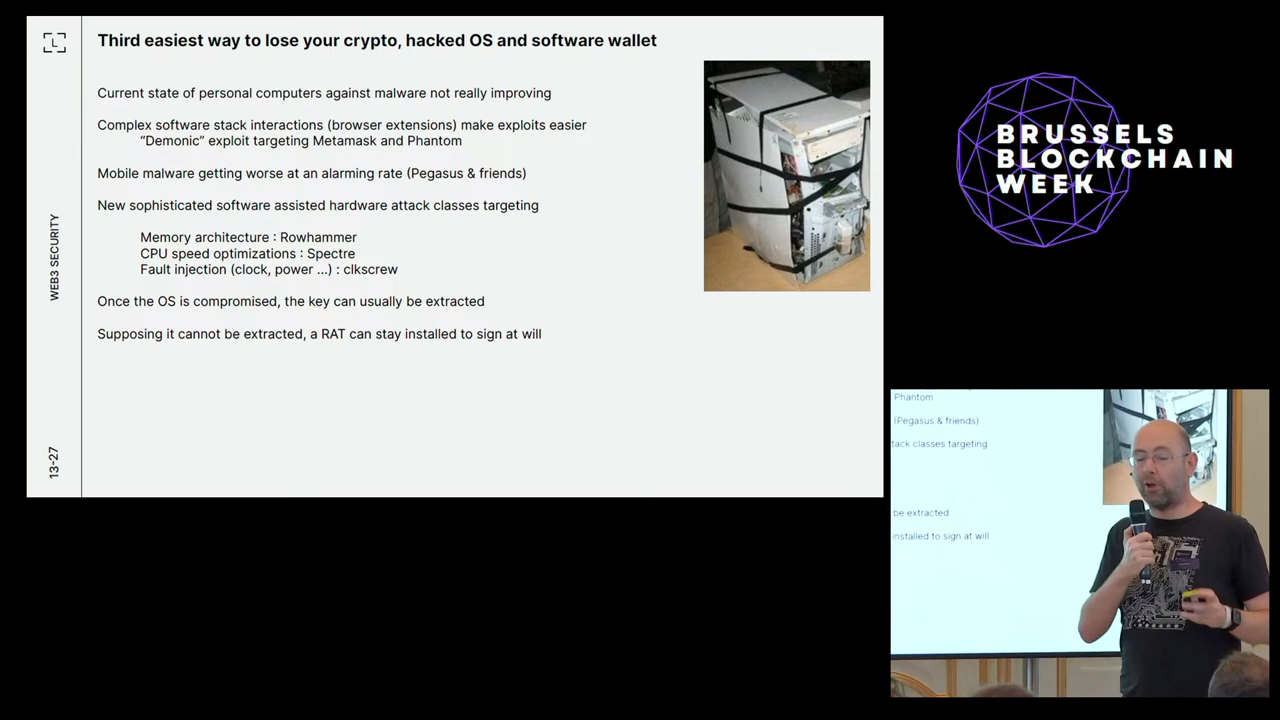 Third easiest way to lose your crypto, hacked OS and software wallet
Current state of personal computers against malware not really improving
Complex software stack interactions (browser extensions) make exploits easier
“Demonic” exploit targeting Metamask and Phantom
Mobile malware getting worse at an alarming rate (Pegasus & friends)
New sophisticated software assisted hardware attack classes targeting
Memory architecture : Rowhammer
CPU speed optimizations : Spectre
Fault injection (clock, power ...) : clkscrew
Once the OS is compromised, the key can usually be extracted
Supposing it cannot be extracted, a RAT can stay installed to sign at will
WEB3 SECURITY
13-27
L
BRUSSELS
BLOCKCHAIN
WEEK
Phantom
(Pegasus & friends)
tack classes targeting
be extracted
installed to sign at will